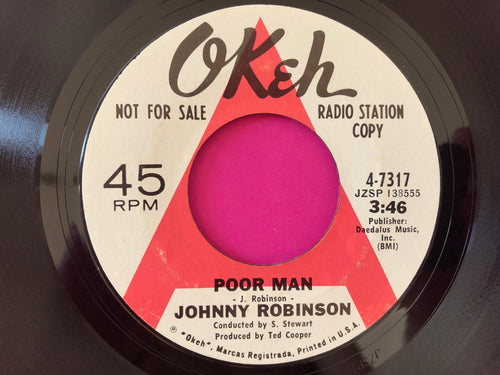 OKeh
NOT FOR SALE
RADIO STATION
COPY
45
RPM
4-7317
JZSP 138555
3:46
Publisher:
Daedalus Music,
Inc.
(BMI)
POOR MAN
- J. Robinson -
JOHNNY ROBINSON
Conducted by S. Stewart
Produced by Ted Cooper
℗ "Okeh", Marcas Registrada, Printed in U.S.A.